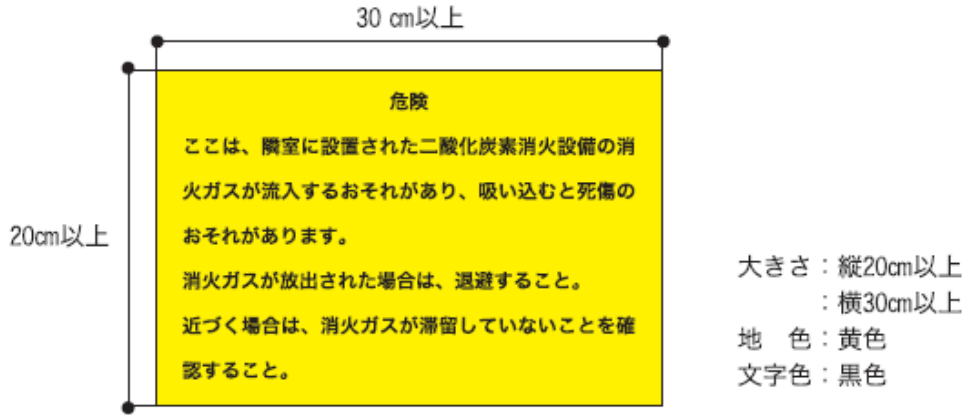 30 ㎝以上
20㎝以上
危険
ここは、隣室に設置された二酸化炭素消火設備の消
火ガスが流入するおそれがあり、吸い込むと死傷の
おそれがあります。
消火ガスが放出された場合は、退避すること。
近づく場合は、消火ガスが滞留していないことを確
認すること。
大きさ：縦20㎝以上
：横30㎝以上
地　色：黄色
文字色：黒色